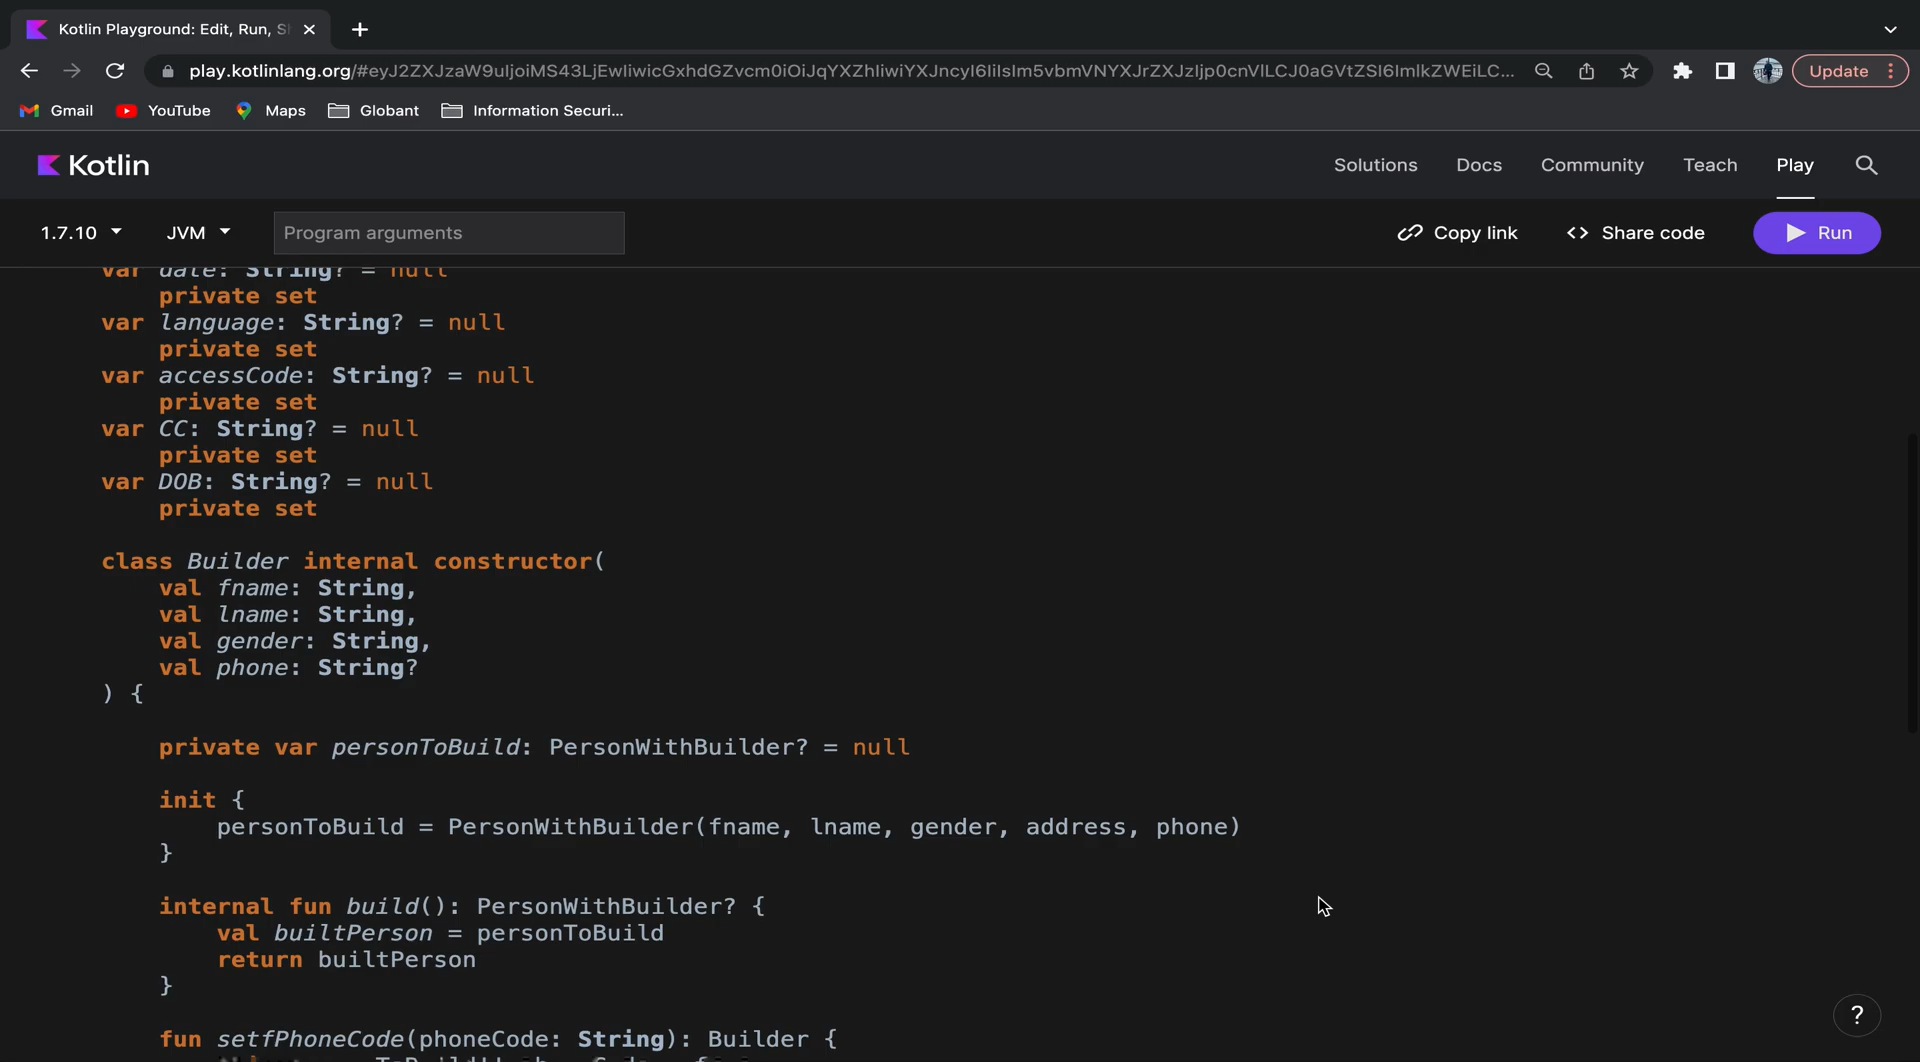 Kotlin Playground: Edit, Run, S
play.kotlinlang.org/#eyJ2ZXJzaW9uIjoiMS43LjEwIiwicGxhdGZvcm0iOiJqYXZhIiwiYXJncyI6IiIsIm5vbmVNYXJrZXJzIjp0cnVlLCJ0aGVtZSI6ImlkZWEiLC...
Update
Gmail YouTube Maps Globant Information Securi...
Kotlin Solutions Docs Community Teach Play
1.7.10 JVM Program arguments Copy link Share code Run
var date: String? = null
private set
var language: String? = null
private set
var accessCode: String? = null
private set
var CC: String? = null
private set
var DOB: String? = null
private set
class Builder internal constructor(
val fname: String,
val lname: String,
val gender: String,
val phone: String?
) {
private var personToBuild: PersonWithBuilder? = null
init {
personToBuild = PersonWithBuilder(fname, lname, gender, address, phone)
}
internal fun build(): PersonWithBuilder? {
val builtPerson = personToBuild
return builtPerson
}
fun setfPhoneCode(phoneCode: String): Builder {
?